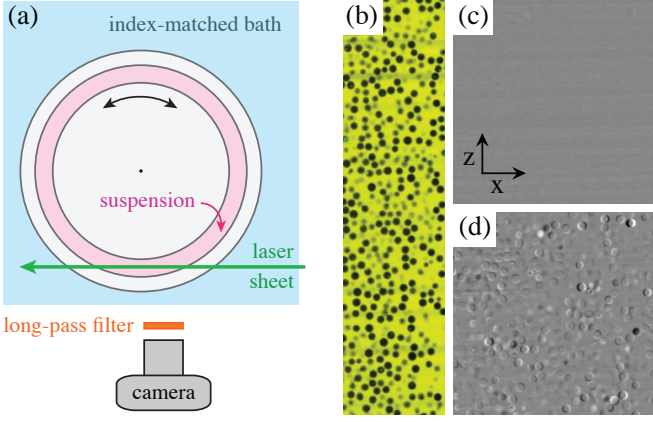 (a)
index-matched bath
suspension
laser
sheet
long-pass filter
camera
(b)
(c)
z
x
(d)